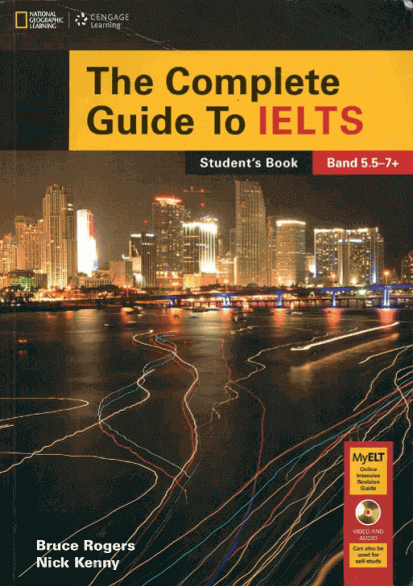 NATIONAL
GEOGRAPHIC
LEARNING
CENGAGE
Learning
The Complete
Guide To IELTS
Student's Book
Band 5.5–7+
MyELT
Online
Intensive
Revision
Guide
VIDEO AND
AUDIO
Can also be
used for
self-study
Bruce Rogers
Nick Kenny